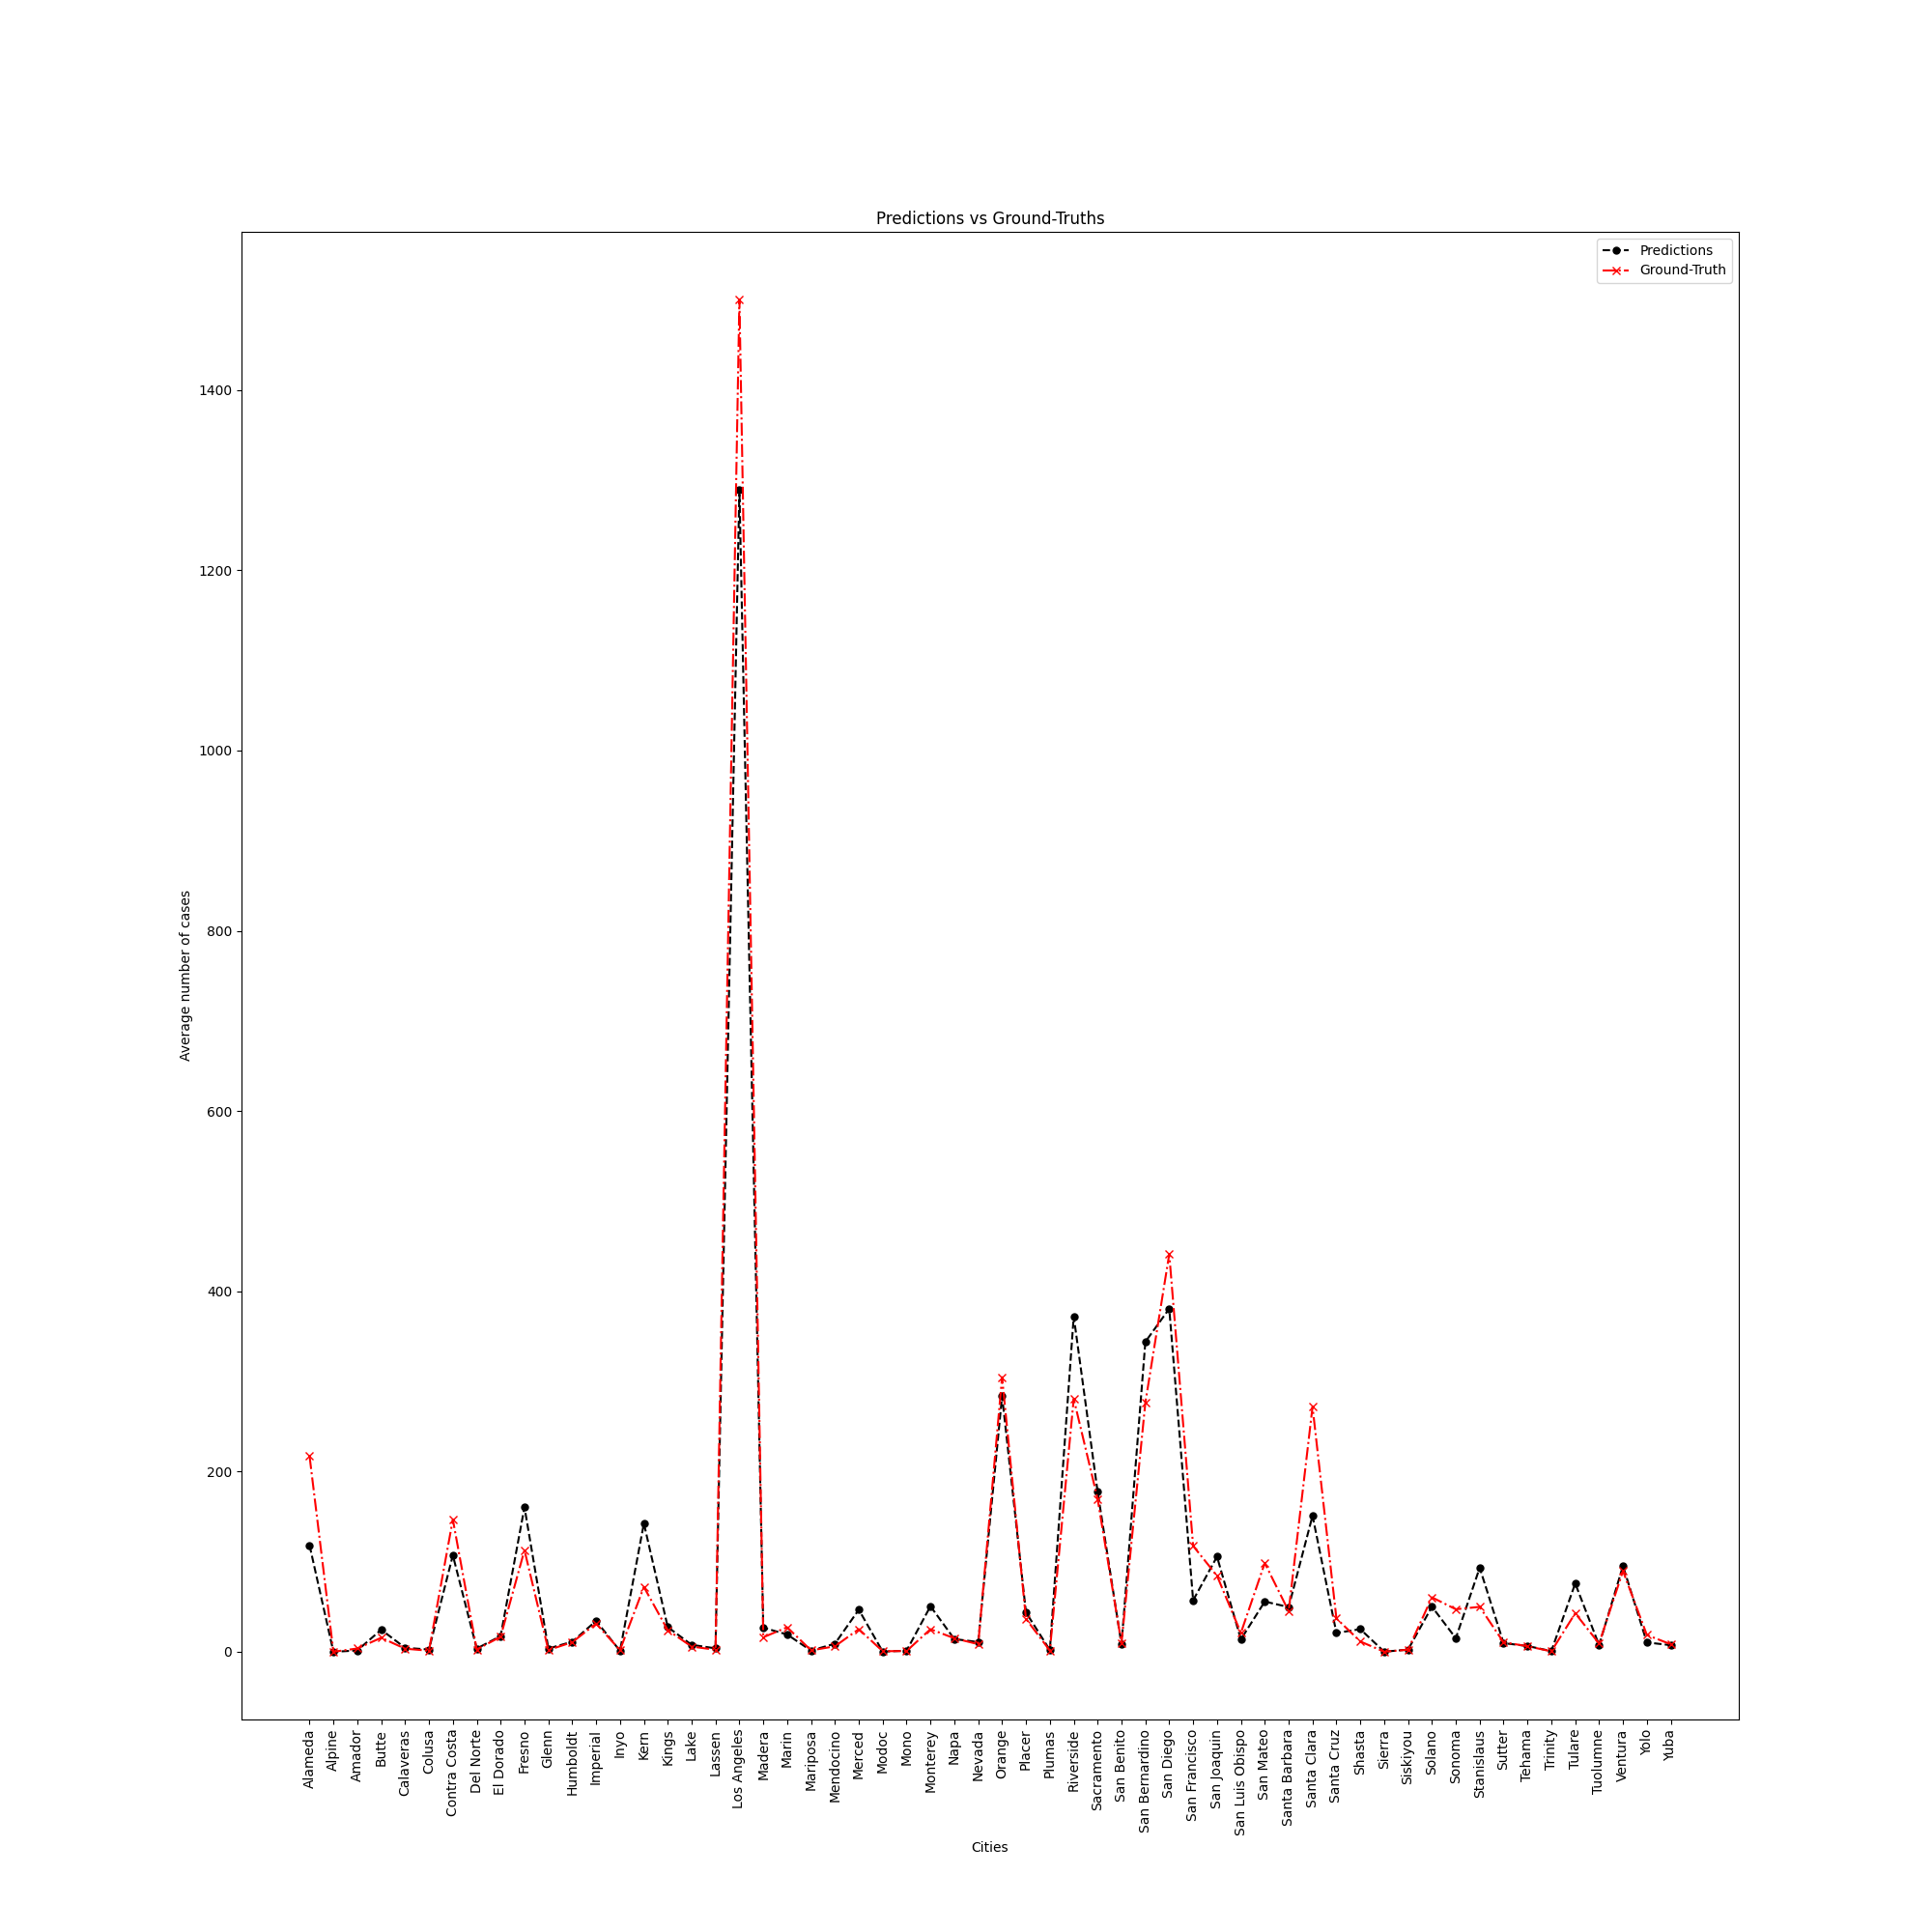 Predictions vs Ground-Truths
Predictions
Ground-Truth
1400
1200
1000
800
600
400
200
0
Average number of cases
Alameda
Alpine
Amador
Butte
Calaveras
Colusa
Contra Costa
Del Norte
El Dorado
Fresno
Glenn
Humboldt
Imperial
Inyo
Kern
Kings
Lake
Lassen
Los Angeles
Madera
Marin
Mariposa
Mendocino
Merced
Modoc
Mono
Monterey
Napa
Nevada
Orange
Placer
Plumas
Riverside
Sacramento
San Benito
San Bernardino
San Diego
San Francisco
San Joaquin
San Luis Obispo
San Mateo
Santa Barbara
Santa Clara
Santa Cruz
Shasta
Sierra
Siskiyou
Solano
Sonoma
Stanislaus
Sutter
Tehama
Trinity
Tulare
Tuolumne
Ventura
Yolo
Yuba
Cities